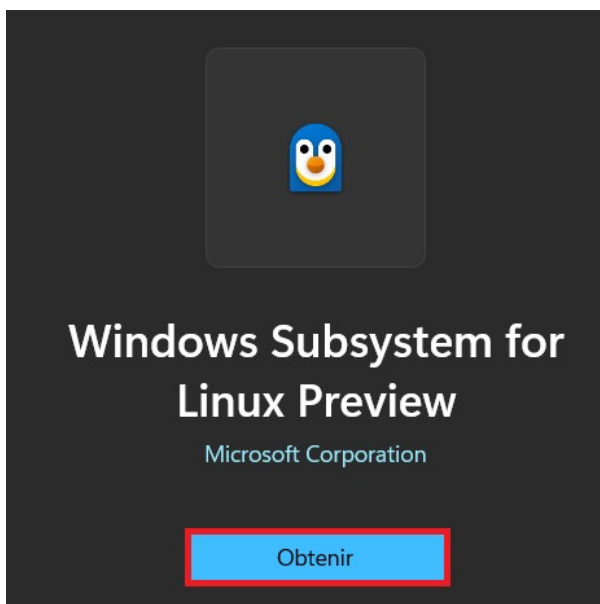 Windows Subsystem for
Linux Preview
Microsoft Corporation
Obtenir